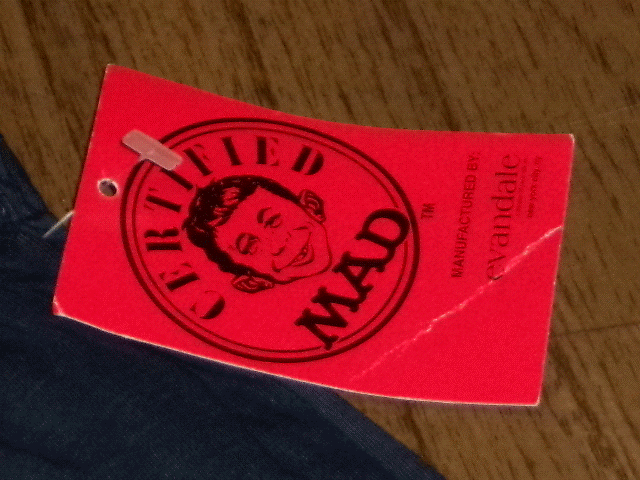 CERTIFIED
MAD
TM
MANUFACTURED BY:
evandale